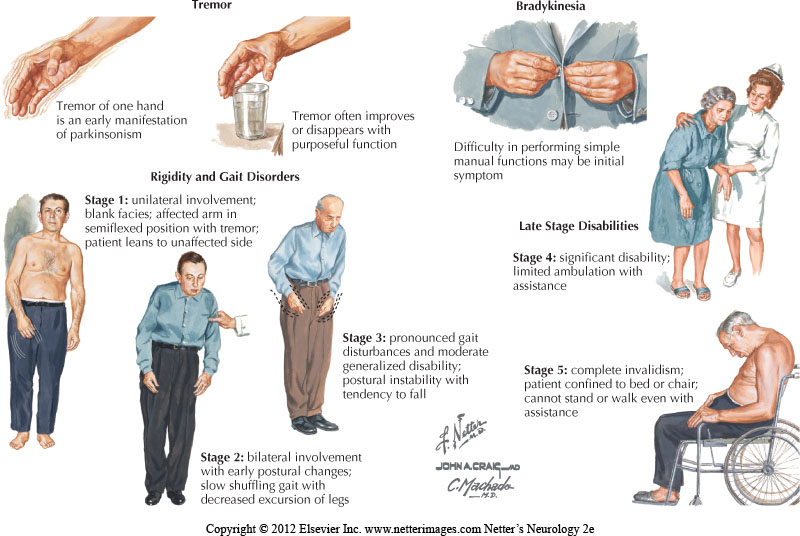 Tremor
Tremor of one hand
is an early manifestation
of parkinsonism
Tremor often improves
or disappears with
purposeful function
Bradykinesia
Difficulty in performing simple
manual functions may be initial
symptom
Rigidity and Gait Disorders
Stage 1: unilateral involvement;
blank facies; affected arm in
semiflexed position with tremor;
patient leans to unaffected side
Stage 2: bilateral involvement
with early postural changes;
slow shuffling gait with
decreased excursion of legs
Stage 3: pronounced gait
disturbances and moderate
generalized disability;
postural instability with
tendency to fall
Late Stage Disabilities
Stage 4: significant disability;
limited ambulation with
assistance
Stage 5: complete invalidism;
patient confined to bed or chair;
cannot stand or walk even with
assistance
F. Netter
M.D.
JOHN A. CRAIG MD
C. Machado
M.D.
Copyright © 2012 Elsevier Inc. www.netterimages.com Netter's Neurology 2e